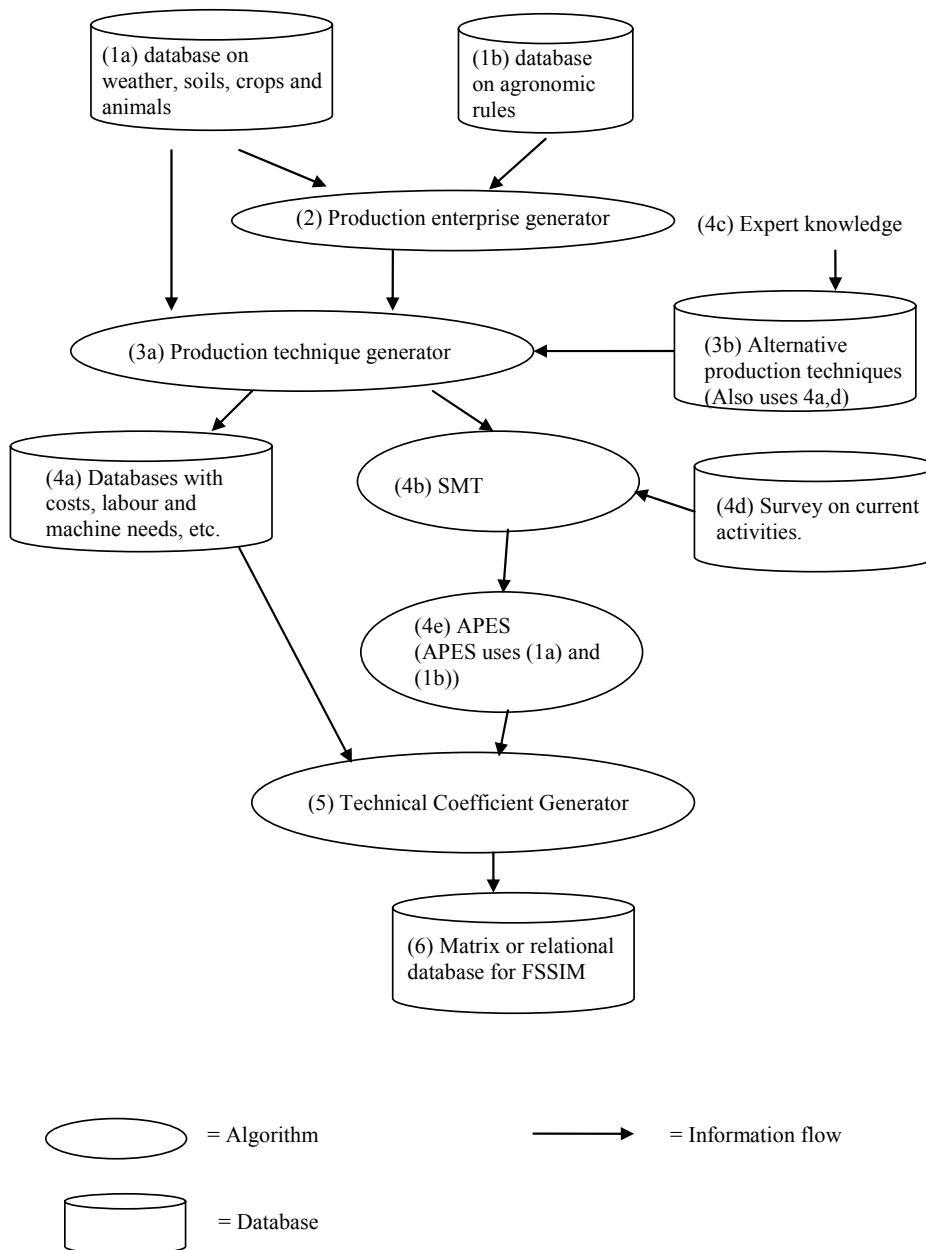 (1a) database on
weather, soils, crops and
animals
(1b) database
on agronomic
rules
(2) Production enterprise generator
(4c) Expert knowledge
(3a) Production technique generator
(3b) Alternative
production techniques
(Also uses 4a,d)
(4a) Databases with
costs, labour and
machine needs, etc.
(4b) SMT
(4d) Survey on current
activities.
(4e) APES
(APES uses (1a) and
(1b))
(5) Technical Coefficient Generator
(6) Matrix or relational
database for FSSIM
= Algorithm
= Information flow
= Database